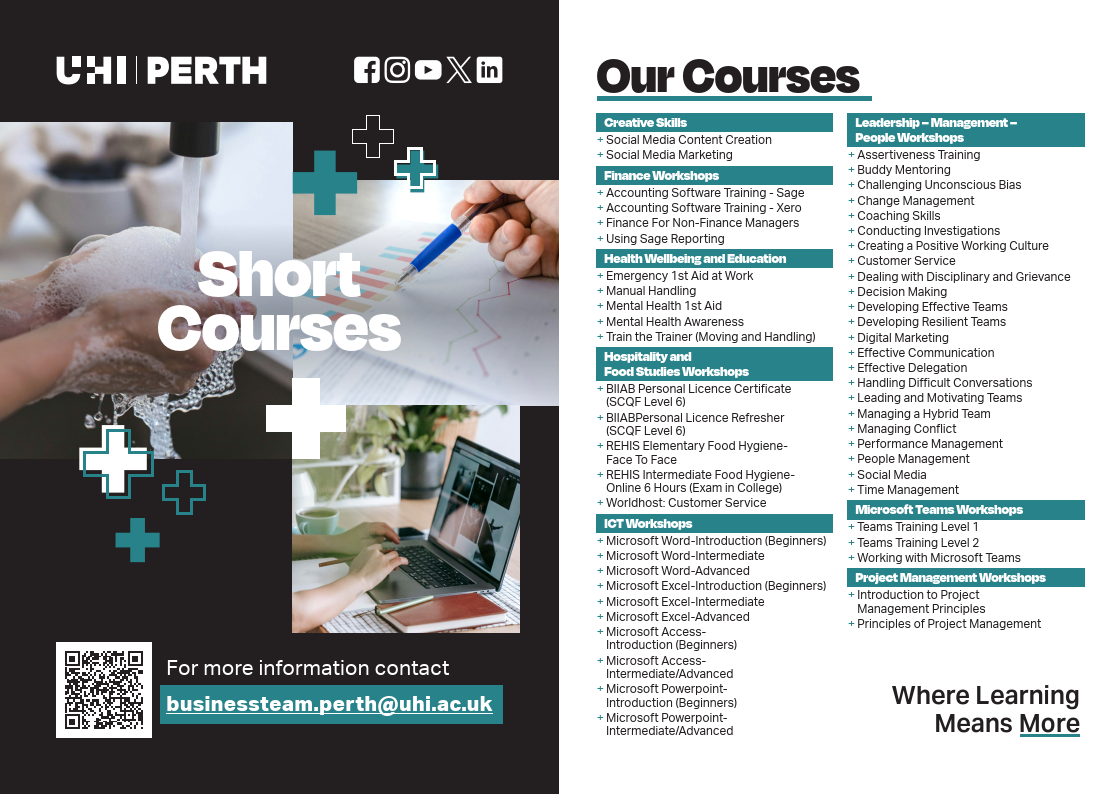 UHI PERTH
Short
Courses
For more information contact
businessteam.perth@uhi.ac.uk
Our Courses
Creative Skills
+ Social Media Content Creation
+ Social Media Marketing
Finance Workshops
+ Accounting Software Training - Sage
+ Accounting Software Training - Xero
+ Finance For Non-Finance Managers
+ Using Sage Reporting
Health Wellbeing and Education
+ Emergency 1st Aid at Work
+ Manual Handling
+ Mental Health 1st Aid
+ Mental Health Awareness
+ Train the Trainer (Moving and Handling)
Hospitality and
Food Studies Workshops
+ BIIAB Personal Licence Certificate
(SCQF Level 6)
+ BIIABPersonal Licence Refresher
(SCQF Level 6)
+ REHIS Elementary Food Hygiene-
Face To Face
+ REHIS Intermediate Food Hygiene-
Online 6 Hours (Exam in College)
+ Worldhost: Customer Service
ICT Workshops
+ Microsoft Word-Introduction (Beginners)
+ Microsoft Word-Intermediate
+ Microsoft Word-Advanced
+ Microsoft Excel-Introduction (Beginners)
+ Microsoft Excel-Intermediate
+ Microsoft Excel-Advanced
+ Microsoft Access-
Introduction (Beginners)
+ Microsoft Access-
Intermediate/Advanced
+ Microsoft Powerpoint-
Introduction (Beginners)
+ Microsoft Powerpoint-
Intermediate/Advanced
Leadership – Management –
People Workshops
+ Assertiveness Training
+ Buddy Mentoring
+ Challenging Unconscious Bias
+ Change Management
+ Coaching Skills
+ Conducting Investigations
+ Creating a Positive Working Culture
+ Customer Service
+ Dealing with Disciplinary and Grievance
+ Decision Making
+ Developing Effective Teams
+ Developing Resilient Teams
+ Digital Marketing
+ Effective Communication
+ Effective Delegation
+ Handling Difficult Conversations
+ Leading and Motivating Teams
+ Managing a Hybrid Team
+ Managing Conflict
+ Performance Management
+ People Management
+ Social Media
+ Time Management
Microsoft Teams Workshops
+ Teams Training Level 1
+ Teams Training Level 2
+ Working with Microsoft Teams
Project Management Workshops
+ Introduction to Project
Management Principles
+ Principles of Project Management
Where Learning
Means More